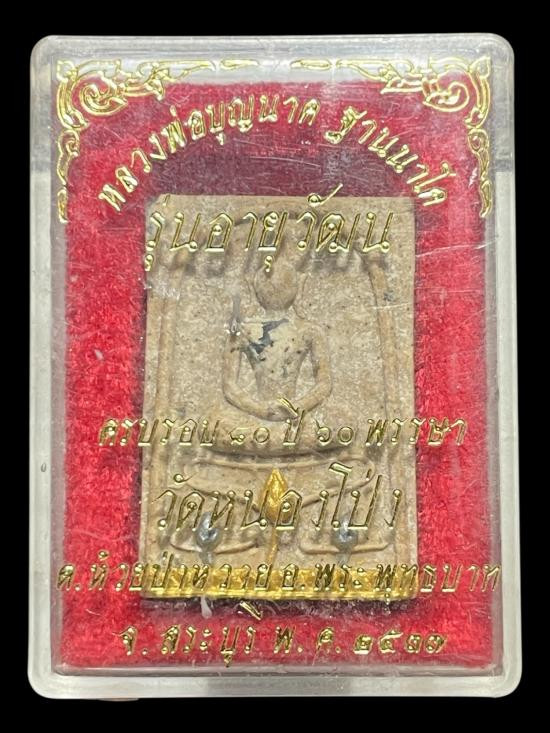 หลวงพ่อบุญนาค ฐานนาโค
รุ่นอายุวัฒน
ครบรอบ ๘๐ ปี ๖๐ พรรษา
วัดหนองโป่ง
ต.ห้วยป่าหวาย อ.พระพุทธบาท
จ.สระบุรี พ.ศ. ๒๕๓๗